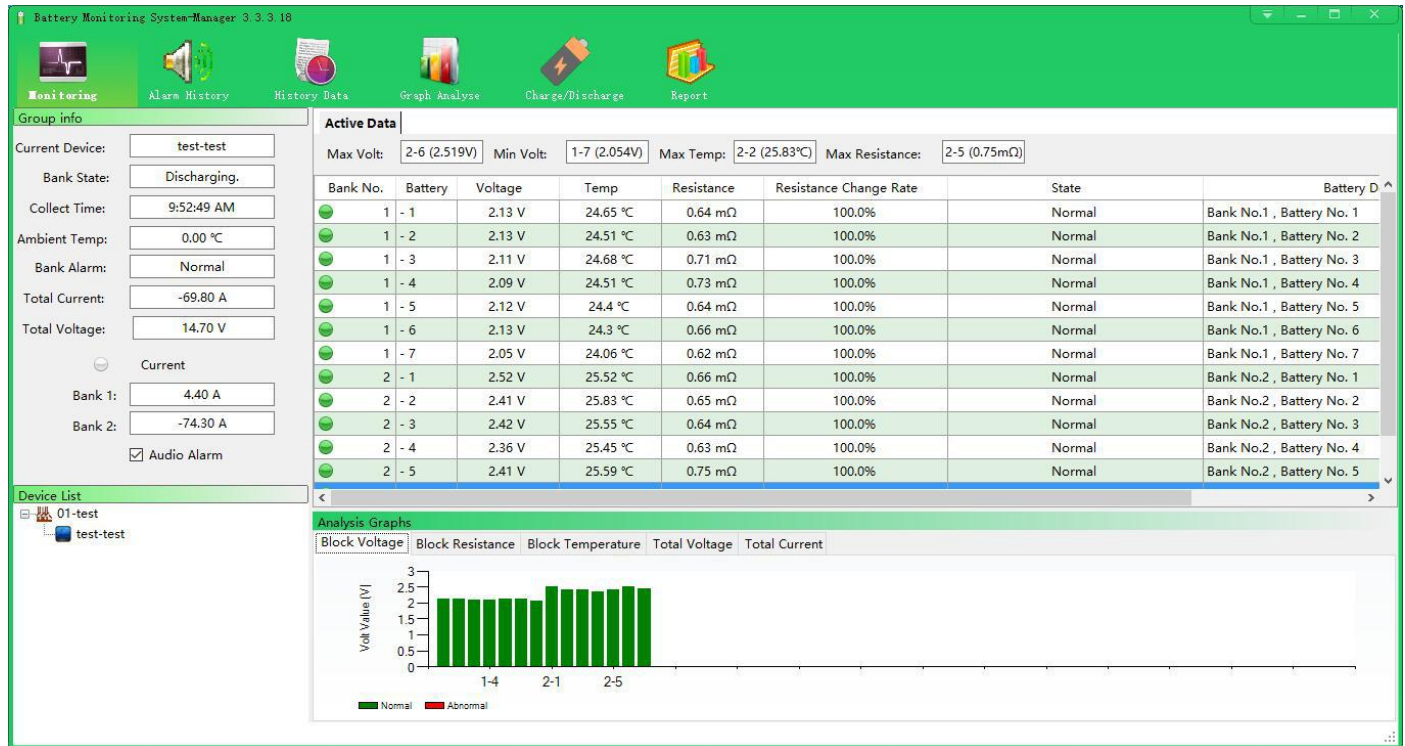 Battery Monitoring System-Manager 3.3.3.18
Monitoring Alarm History History Data Graph Analyse Charge/Discharge Report
Group info
Current Device: test-test
Bank State: Discharging.
Collect Time: 9:52:49 AM
Ambient Temp: 0.00 ℃
Bank Alarm: Normal
Total Current: -69.80 A
Total Voltage: 14.70 V
Current
Bank 1: 4.40 A
Bank 2: -74.30 A
Audio Alarm
Device List
01-test
test-test
Active Data
Max Volt: 2-6 (2.519V) Min Volt: 1-7 (2.054V) Max Temp: 2-2 (25.83℃) Max Resistance: 2-5 (0.75mΩ)
Bank No. Battery Voltage Temp Resistance Resistance Change Rate State Battery D
1 - 1 2.13 V 24.65 ℃ 0.64 mΩ 100.0% Normal Bank No.1 , Battery No. 1
1 - 2 2.13 V 24.51 ℃ 0.63 mΩ 100.0% Normal Bank No.1 , Battery No. 2
1 - 3 2.11 V 24.68 ℃ 0.71 mΩ 100.0% Normal Bank No.1 , Battery No. 3
1 - 4 2.09 V 24.51 ℃ 0.73 mΩ 100.0% Normal Bank No.1 , Battery No. 4
1 - 5 2.12 V 24.4 ℃ 0.64 mΩ 100.0% Normal Bank No.1 , Battery No. 5
1 - 6 2.13 V 24.3 ℃ 0.66 mΩ 100.0% Normal Bank No.1 , Battery No. 6
1 - 7 2.05 V 24.06 ℃ 0.62 mΩ 100.0% Normal Bank No.1 , Battery No. 7
2 - 1 2.52 V 25.52 ℃ 0.66 mΩ 100.0% Normal Bank No.2 , Battery No. 1
2 - 2 2.41 V 25.83 ℃ 0.65 mΩ 100.0% Normal Bank No.2 , Battery No. 2
2 - 3 2.42 V 25.55 ℃ 0.64 mΩ 100.0% Normal Bank No.2 , Battery No. 3
2 - 4 2.36 V 25.45 ℃ 0.63 mΩ 100.0% Normal Bank No.2 , Battery No. 4
2 - 5 2.41 V 25.59 ℃ 0.75 mΩ 100.0% Normal Bank No.2 , Battery No. 5
Analysis Graphs
Block Voltage Block Resistance Block Temperature Total Voltage Total Current
Volt Value (V)
3
2.5
2
1.5
1
0.5
0
1-4 2-1 2-5
Normal Abnormal